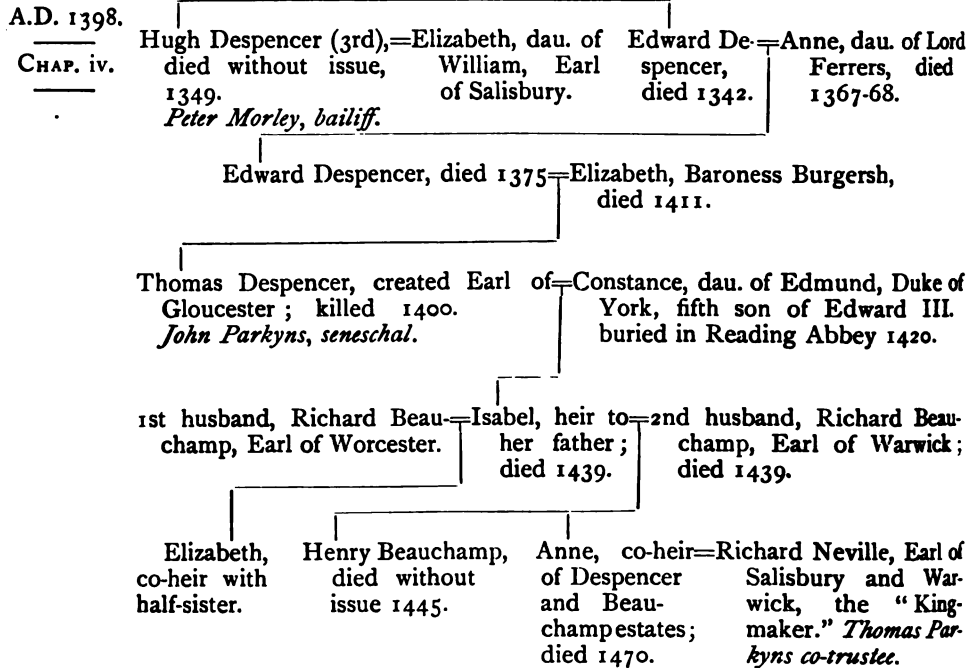 A.D. 1398.
CHAP. iv.
Hugh Despencer (3rd),=Elizabeth, dau. of
died without issue,
1349.
Peter Morley, bailiff.
William, Earl
of Salisbury.
Edward De-
spencer,
died 1342.
Anne, dau. of Lord
Ferrers, died
1367-68.
Edward Despencer, died 1375=Elizabeth, Baroness Burgersh,
died 1411.
Thomas Despencer, created Earl of
Gloucester ; killed 1400.
John Parkyns, seneschal.
Constance, dau. of Edmund, Duke of
York, fifth son of Edward III.
buried in Reading Abbey 1420.
1st husband, Richard Beau-
champ, Earl of Worcester.
Isabel, heir to
her father ;
died 1439.
2nd husband, Richard Beau-
champ, Earl of Warwick ;
died 1439.
Elizabeth,
co-heir with
half-sister.
Henry Beauchamp,
died without
issue 1445.
Anne, co-heir
of Despencer
and Beau-
champ estates ;
died 1470.
Richard Neville, Earl of
Salisbury and War-
wick, the "King-
maker." Thomas Par-
kyns co-trustee.